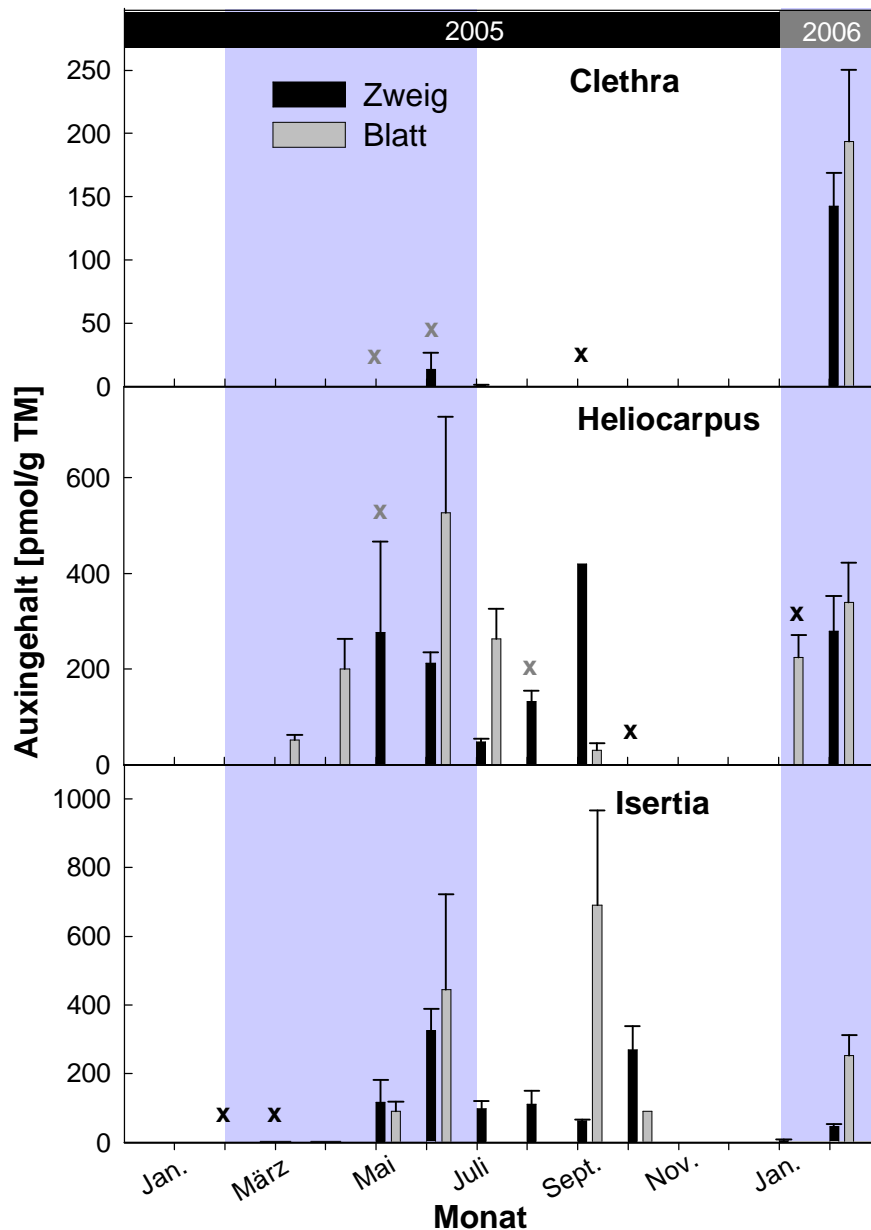 2005 2006
Clethra
Zweig
Blatt
250
200
150
100
50
0
x x x
Heliocarpus
600
400
200
0
x x x x
Isertia
1000
800
600
400
200
0
x x
Auxingehalt [pmol/g TM]
Jan. März Mai Juli Sept. Nov. Jan.
Monat